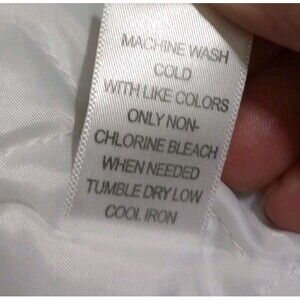 MACHINE WASH
COLD
WITH LIKE COLORS
ONLY NON-
CHLORINE BLEACH
WHEN NEEDED
TUMBLE DRY LOW
COOL IRON